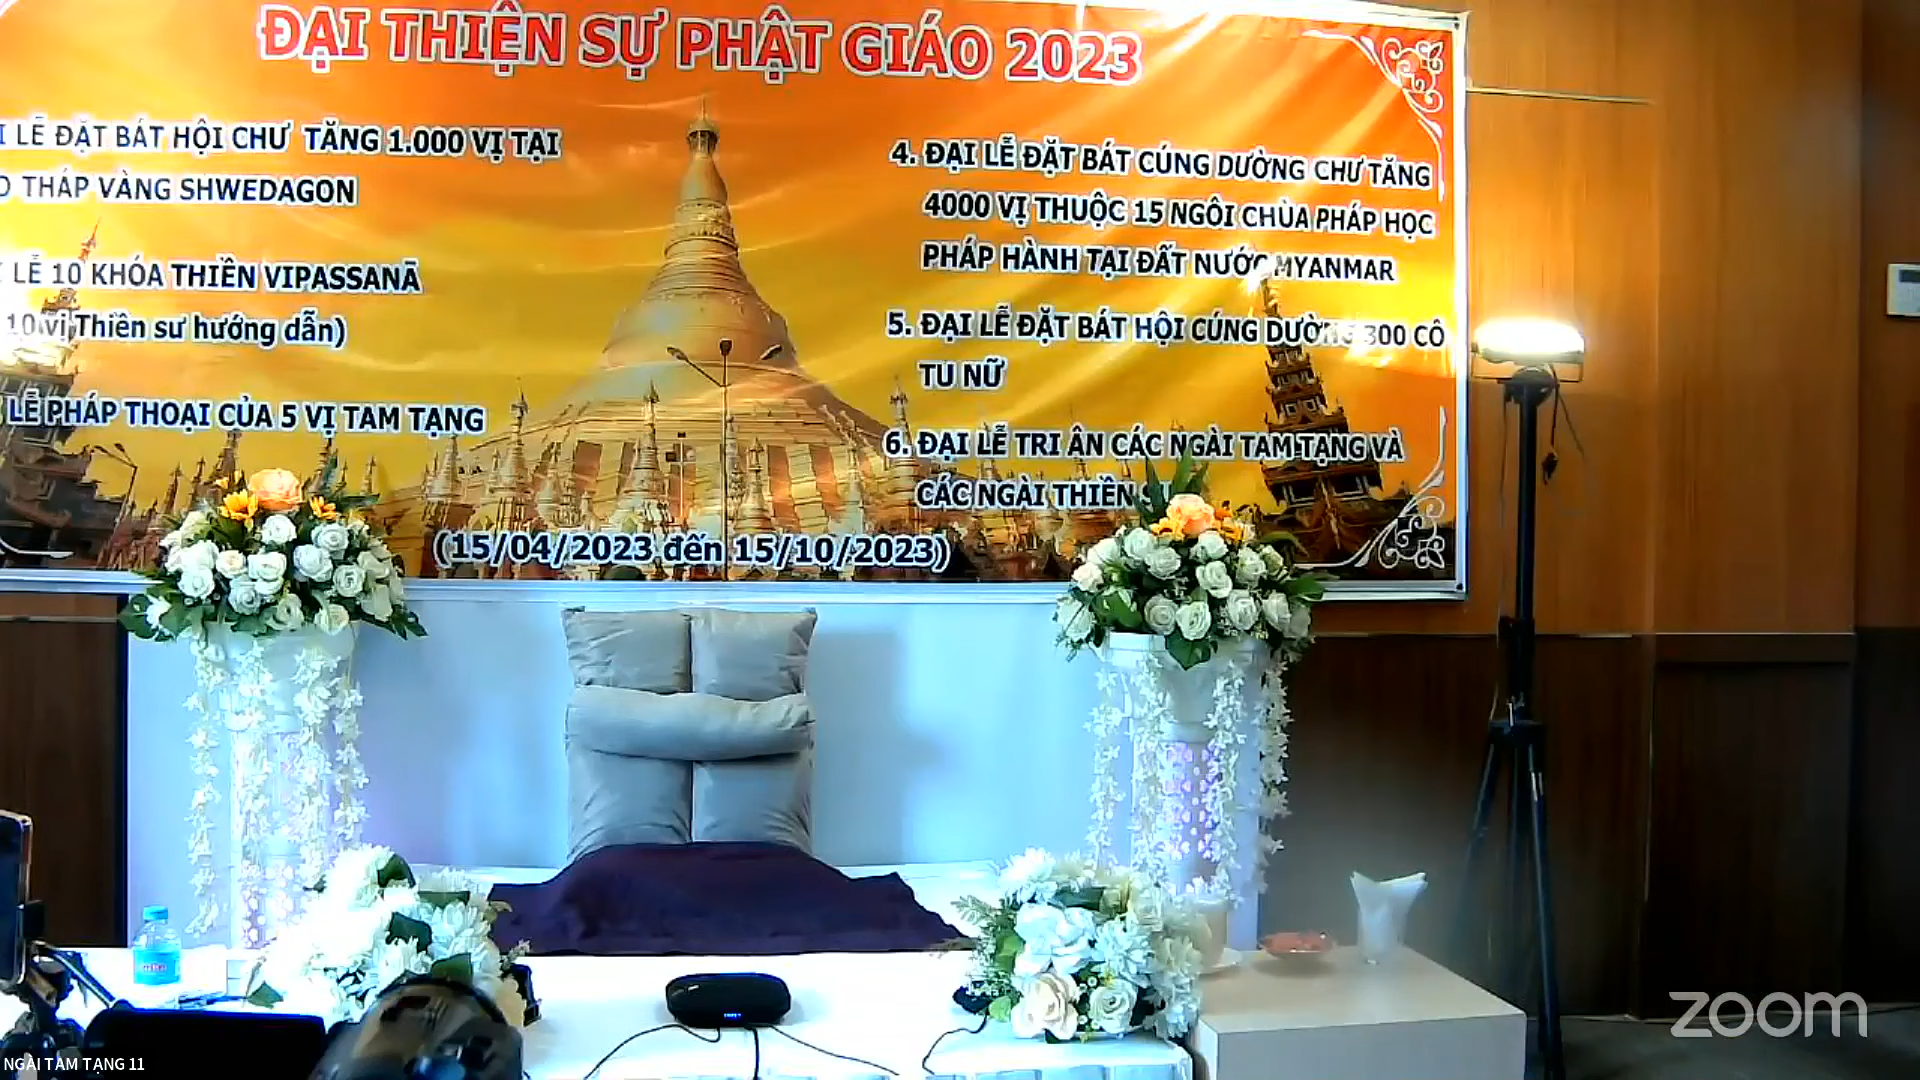 ĐẠI THIỆN SỰ PHẬT GIÁO 2023
LỄ ĐẶT BÁT HỘI CHƯ TĂNG 1.000 VỊ TẠI
THÁP VÀNG SHWEDAGON
LỄ 10 KHÓA THIỀN VIPASSANĀ
10 vị Thiền sư hướng dẫn)
LỄ PHÁP THOẠI CỦA 5 VỊ TAM TẠNG
4. ĐẠI LỄ ĐẶT BÁT CÚNG DƯỜNG CHƯ TĂNG
4000 VỊ THUỘC 15 NGÔI CHÙA PHÁP HỌC
PHÁP HÀNH TẠI ĐẤT NƯỚC MYANMAR
5. ĐẠI LỄ ĐẶT BÁT HỘI CÚNG DƯỜNG 300 CÔ
TU NỮ
6. ĐẠI LỄ TRI ÂN CÁC NGÀI TAM TẠNG VÀ
CÁC NGÀI THIỀN SƯ
(15/04/2023 đến 15/10/2023)
zoom
NGÀI TAM TẠNG 11